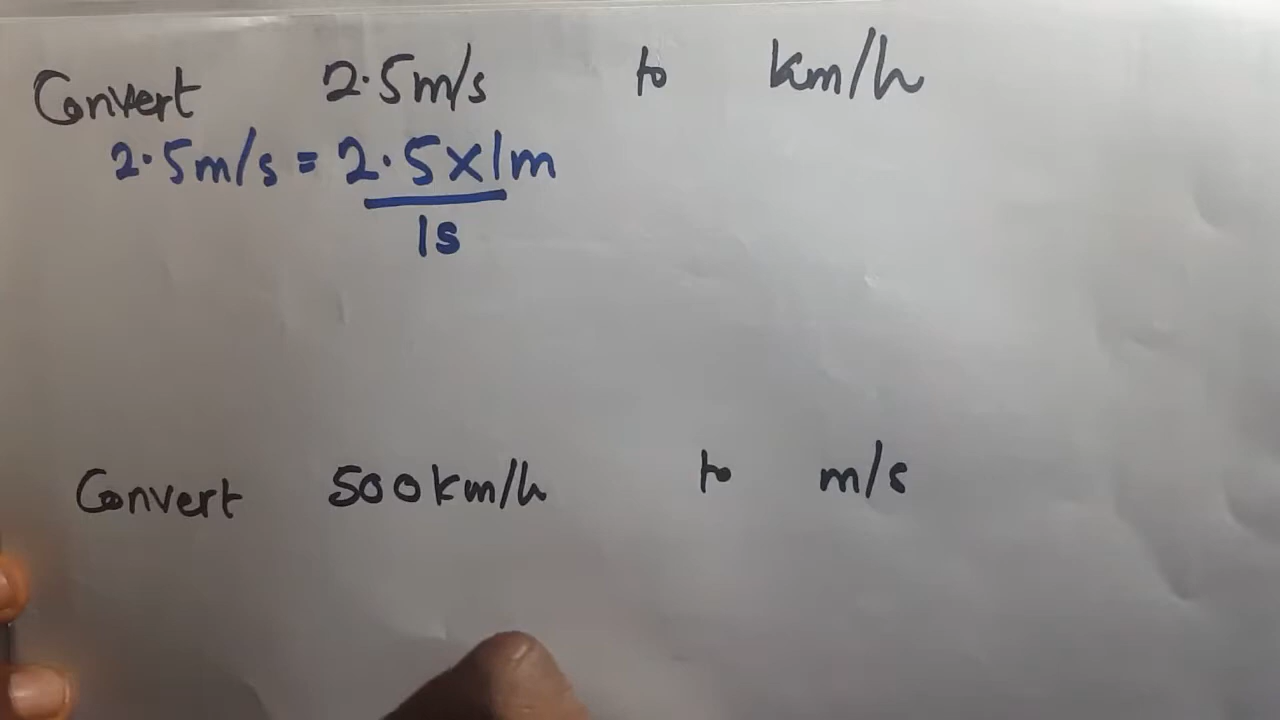 Convert 2.5m/s to km/h
2.5m/s = 2.5x1m
1s
Convert 500km/h to m/s